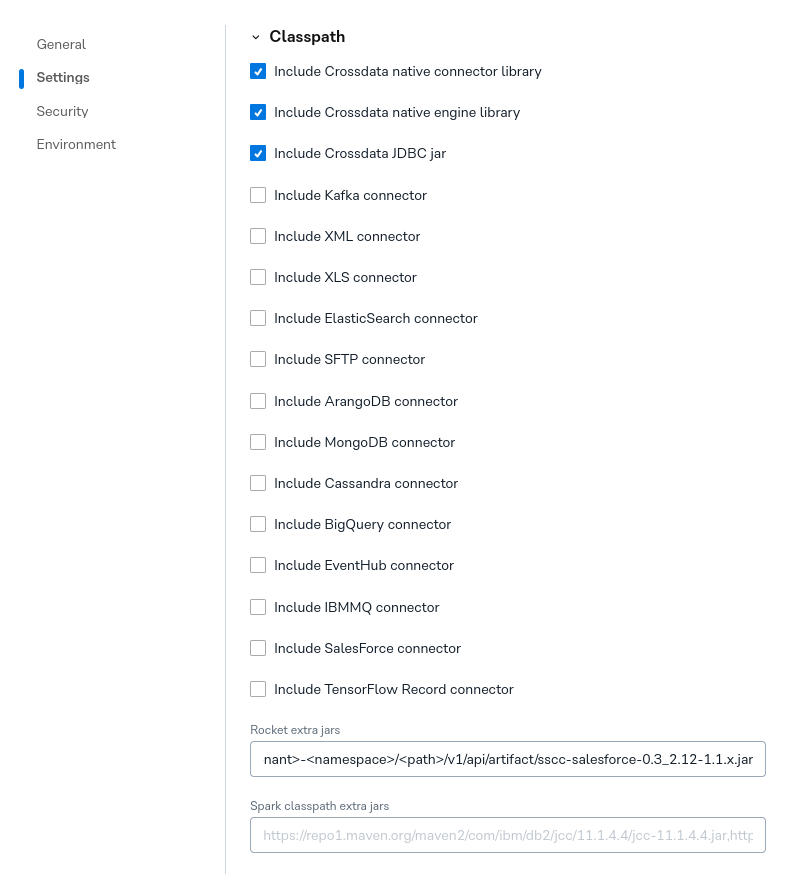 General
Settings
Security
Environment
Classpath
Include Crossdata native connector library
Include Crossdata native engine library
Include Crossdata JDBC jar
Include Kafka connector
Include XML connector
Include XLS connector
Include ElasticSearch connector
Include SFTP connector
Include ArangoDB connector
Include MongoDB connector
Include Cassandra connector
Include BigQuery connector
Include EventHub connector
Include IBMMQ connector
Include SalesForce connector
Include TensorFlow Record connector
Rocket extra jars
nant>-<namespace>/<path>/v1/api/artifact/sscc-salesforce-0.3_2.12-1.1.x.jar
Spark classpath extra jars
https://repo1.maven.org/maven2/com/ibm/db2/jcc/11.1.4.4/jcc-11.1.4.4.jar,http